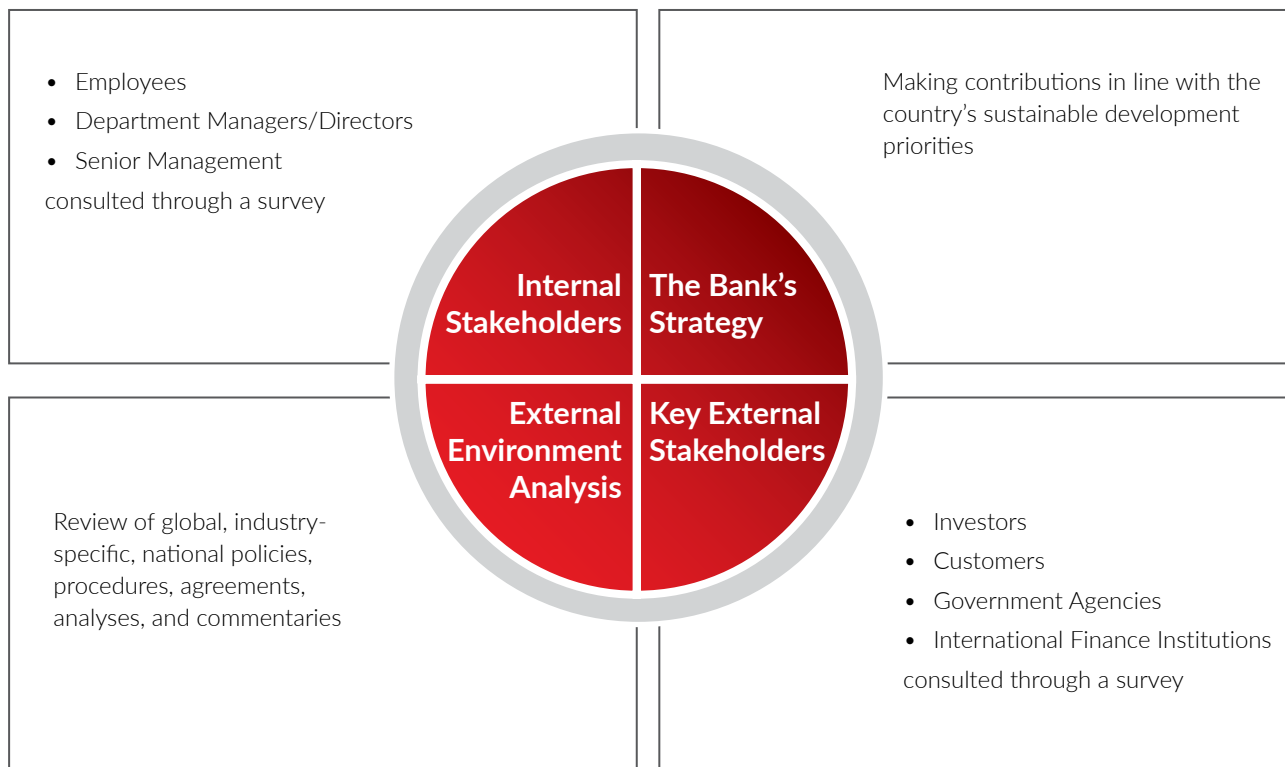 • Employees
• Department Managers/Directors
• Senior Management
consulted through a survey
Making contributions in line with the
country’s sustainable development
priorities
Internal
Stakeholders
The Bank’s
Strategy
External
Environment
Analysis
Key External
Stakeholders
Review of global, industry-
specific, national policies,
procedures, agreements,
analyses, and commentaries
• Investors
• Customers
• Government Agencies
• International Finance Institutions
consulted through a survey